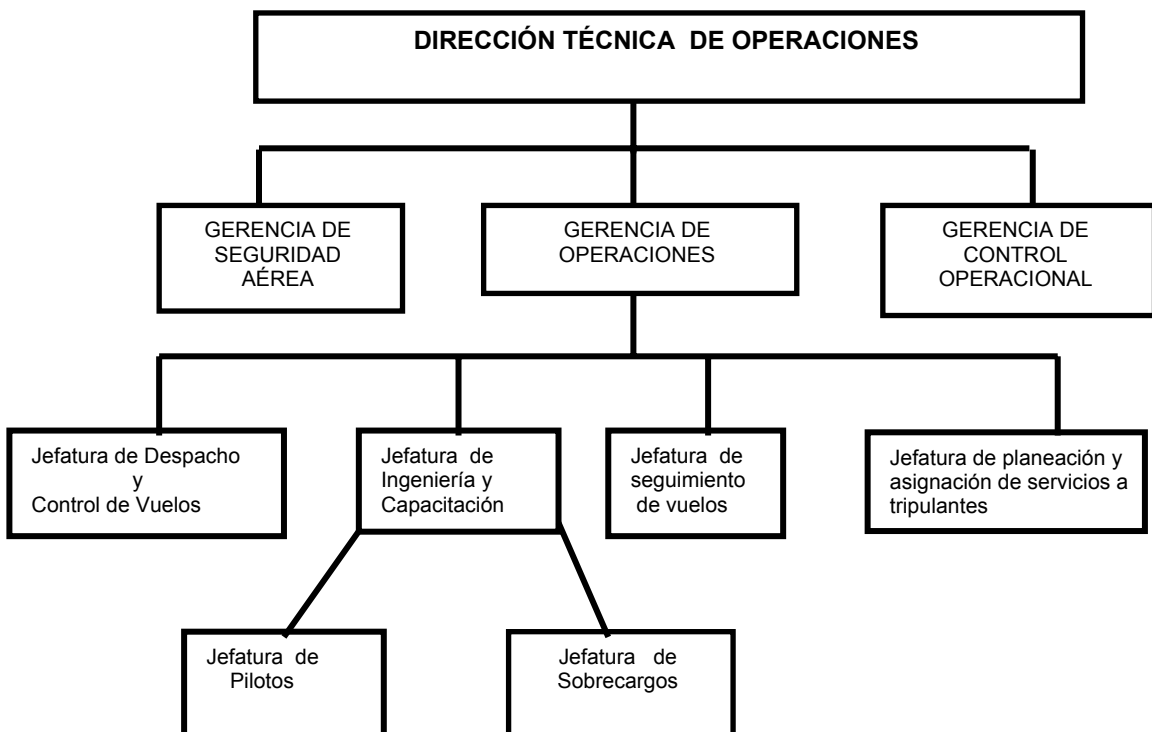 DIRECCIÓN TÉCNICA DE OPERACIONES
GERENCIA DE
SEGURIDAD
AÉREA
GERENCIA DE
OPERACIONES
GERENCIA DE
CONTROL
OPERACIONAL
Jefatura de Despacho
y
Control de Vuelos
Jefatura de
Ingeniería y
Capacitación
Jefatura de
seguimiento
de vuelos
Jefatura de planeación y
asignación de servicios a
tripulantes
Jefatura de
Pilotos
Jefatura de
Sobrecargos